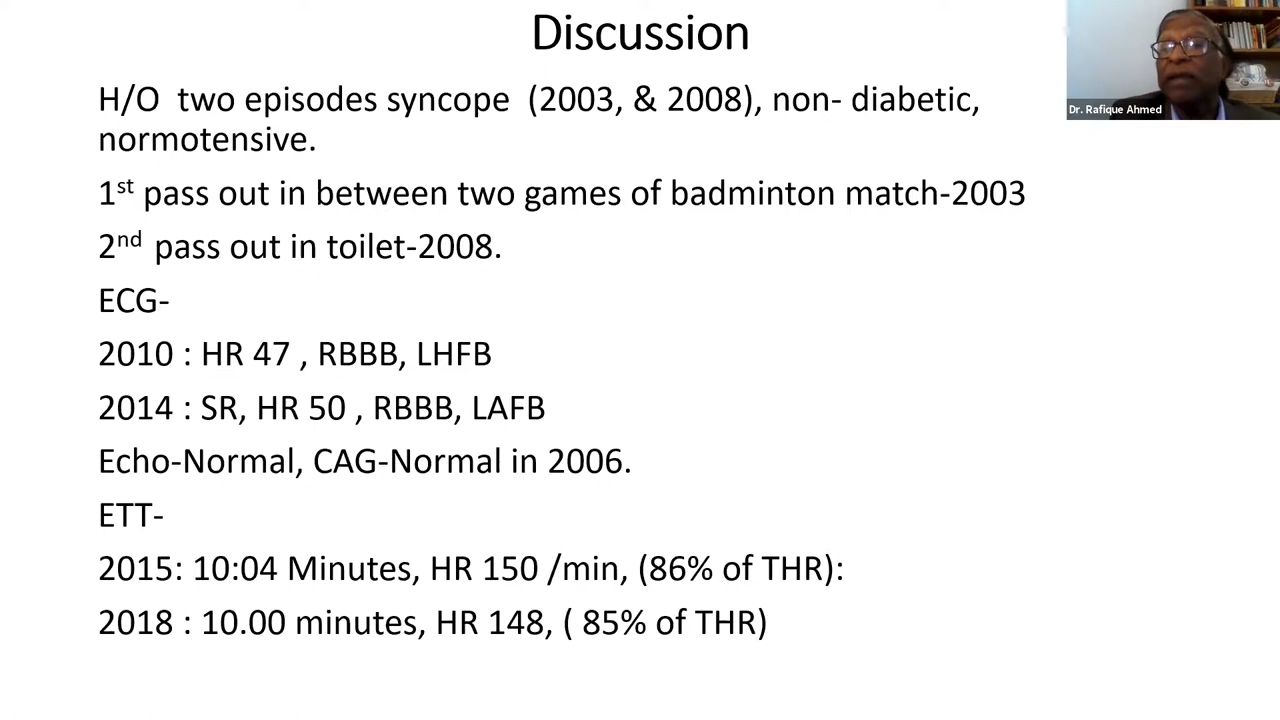 Discussion
H/O two episodes syncope (2003, & 2008), non- diabetic,
normotensive.
1st pass out in between two games of badminton match-2003
2nd pass out in toilet-2008.
ECG-
2010 : HR 47 , RBBB, LHFB
2014 : SR, HR 50 , RBBB, LAFB
Echo-Normal, CAG-Normal in 2006.
ETT-
2015: 10:04 Minutes, HR 150 /min, (86% of THR):
2018 : 10.00 minutes, HR 148, ( 85% of THR)
Dr. Rafique Ahmed